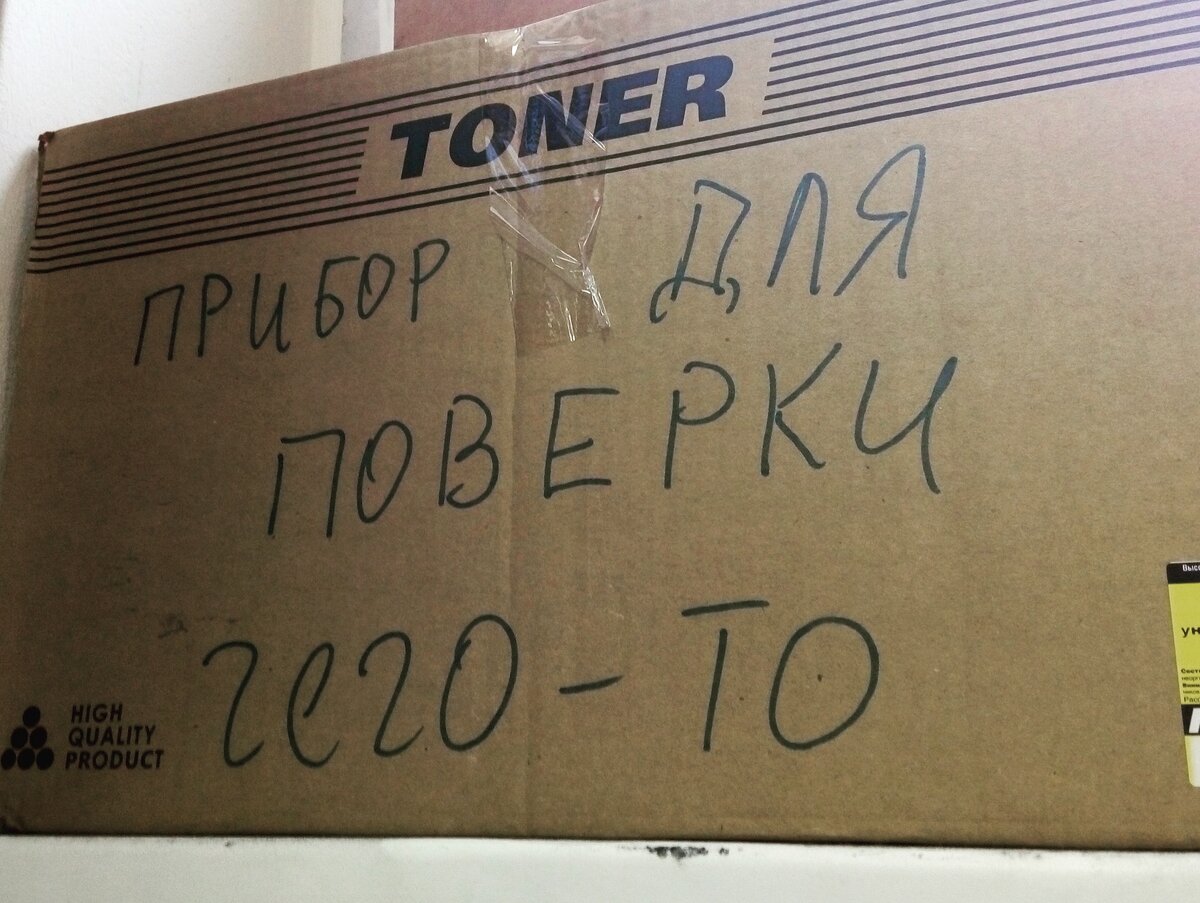 TONER
ПРИБОР ДЛЯ
ПОВЕРКИ
ЧЕГО-ТО
HIGH
QUALITY
PRODUCT